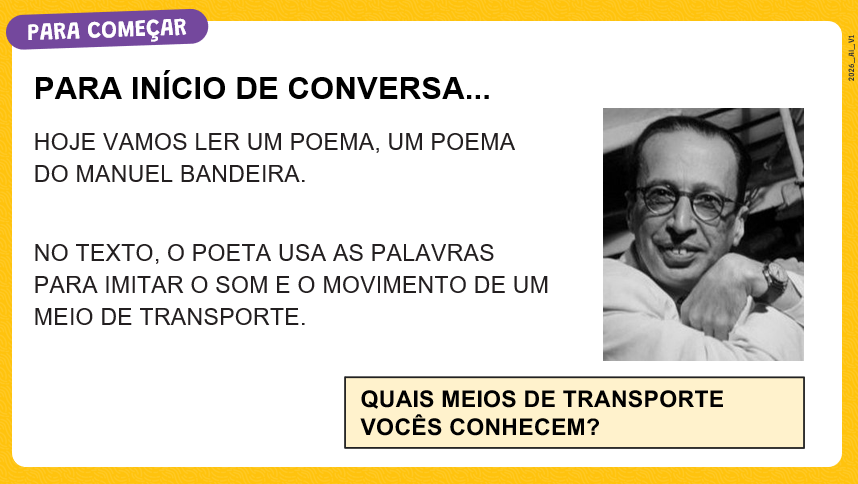 PARA COMEÇAR
2026_AI_V1
PARA INÍCIO DE CONVERSA...
HOJE VAMOS LER UM POEMA, UM POEMA
DO MANUEL BANDEIRA.
NO TEXTO, O POETA USA AS PALAVRAS
PARA IMITAR O SOM E O MOVIMENTO DE UM
MEIO DE TRANSPORTE.
QUAIS MEIOS DE TRANSPORTE
VOCÊS CONHECEM?